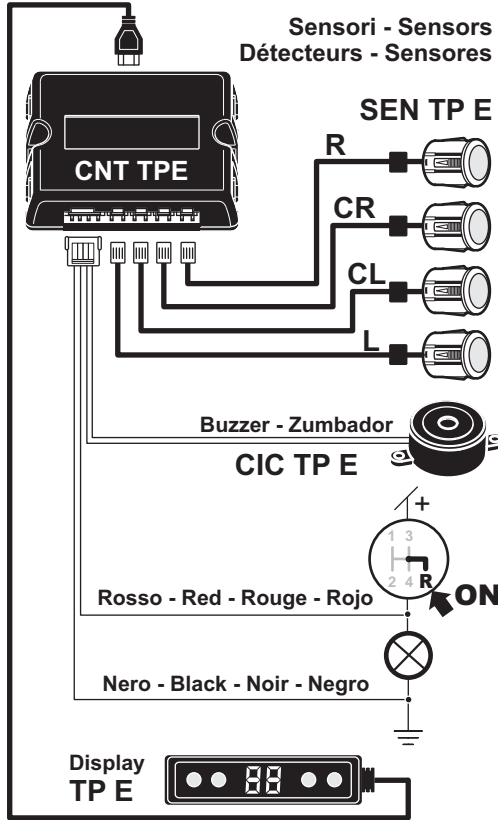 Sensori - Sensors
Détecteurs - Sensores
SEN TP E
CNT TPE
R
CR
CL
L
Buzzer - Zumbador
CIC TP E
+
1 3
2 4 R
ON
Rosso - Red - Rouge - Rojo
Nero - Black - Noir - Negro
Display
TP E
88